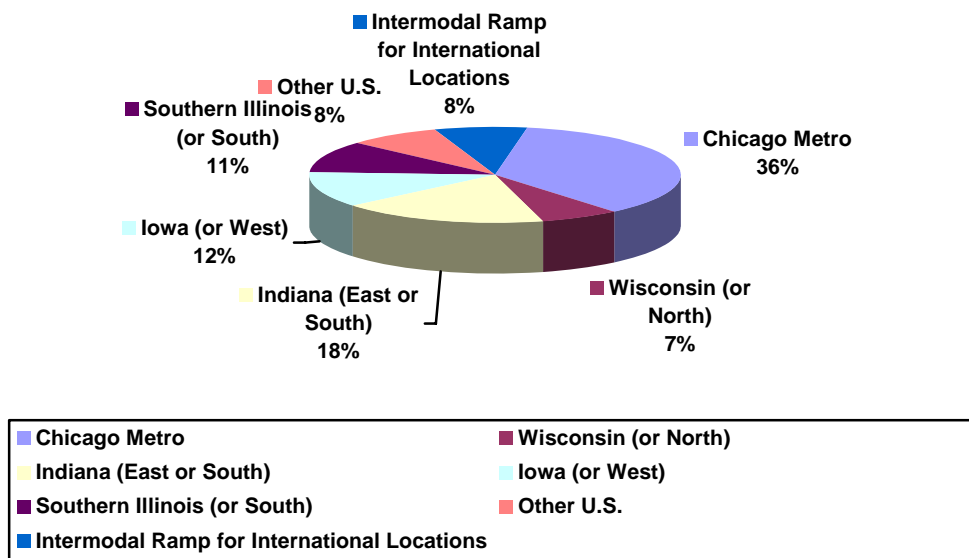 Intermodal Ramp
for International
Locations
8%
Other U.S.
8%
Southern Illinois
(or South)
11%
Chicago Metro
36%
Iowa (or West)
12%
Indiana (East or
South)
18%
Wisconsin (or
North)
7%
Chicago Metro
Wisconsin (or North)
Indiana (East or South)
Iowa (or West)
Southern Illinois (or South)
Other U.S.
Intermodal Ramp for International Locations